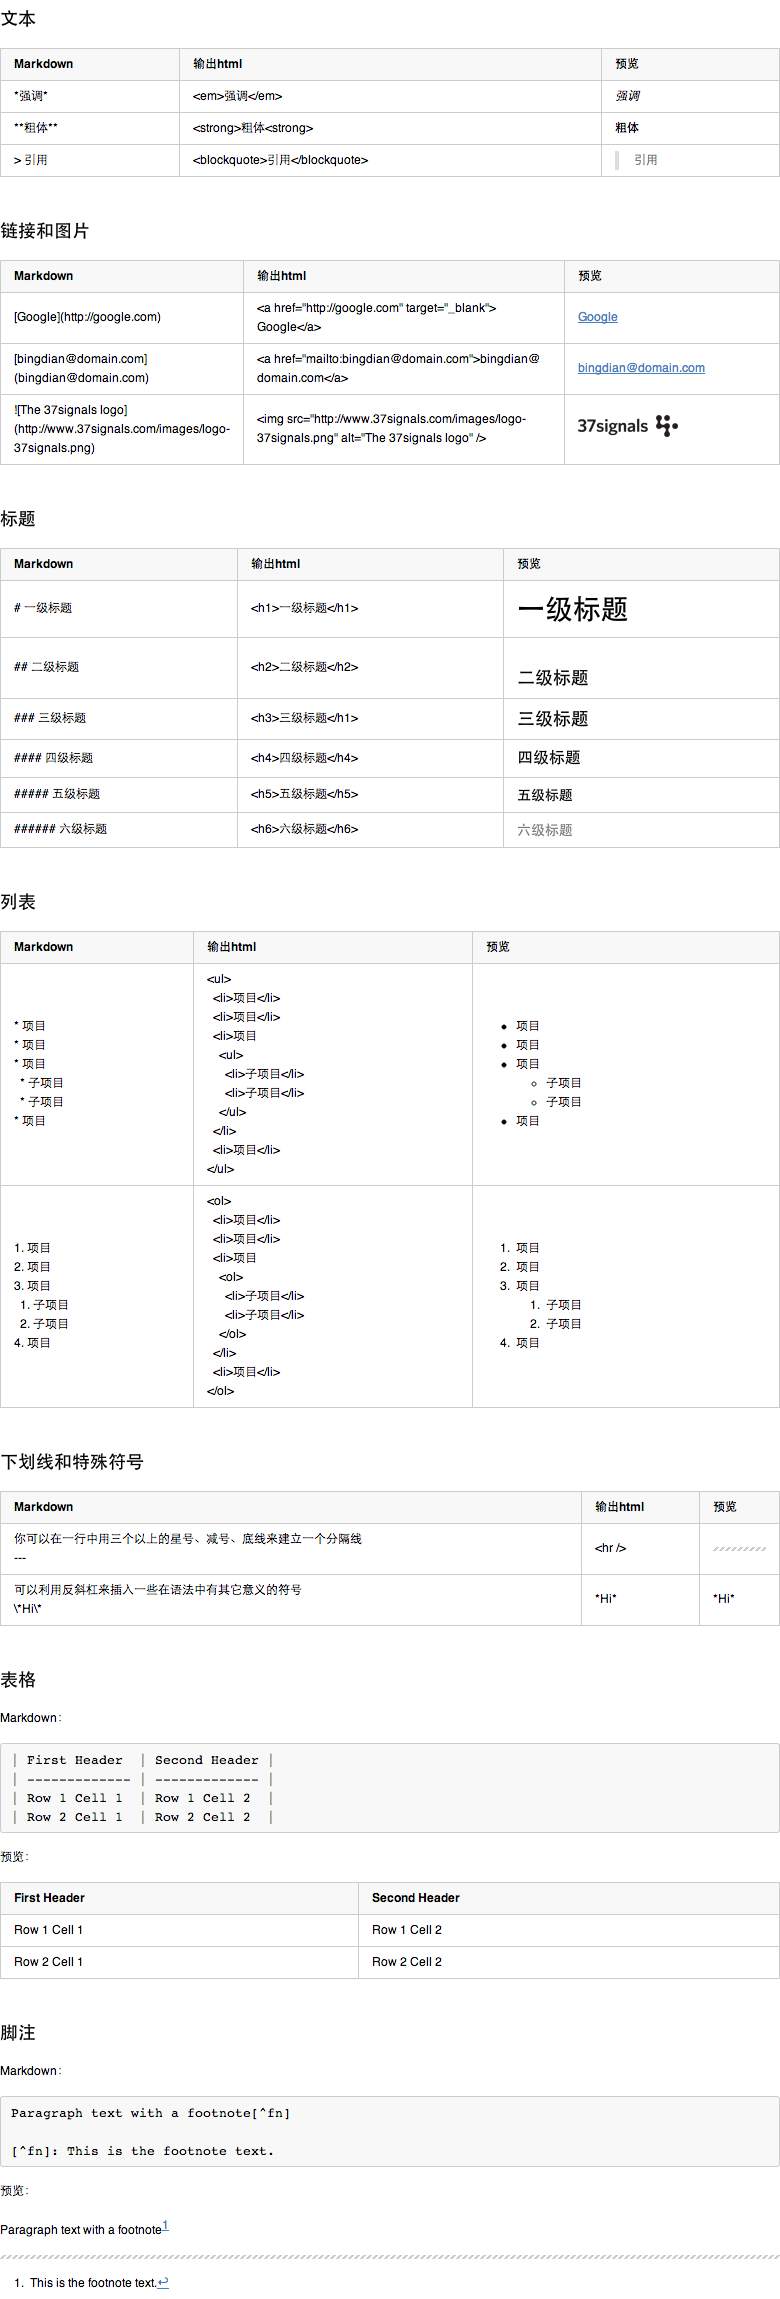 文本
Markdown 输出html 预览
*强调* <em>强调</em> 强调
**粗体** <strong>粗体<strong> 粗体
> 引用 <blockquote>引用</blockquote> 引用
链接和图片
Markdown 输出html 预览
[Google](http://google.com)
<a href="http://google.com" target="_blank">
Google</a>
Google
[bingdian@domain.com]
(bingdian@domain.com)
<a href="mailto:bingdian@domain.com">bingdian@
domain.com</a>
bingdian@domain.com
![The 37signals logo]
(http://www.37signals.com/images/logo-
37signals.png)
<img src="http://www.37signals.com/images/logo-
37signals.png" alt="The 37signals logo" />
37signals
标题
Markdown 输出html 预览
# 一级标题 <h1>一级标题</h1> 一级标题
## 二级标题 <h2>二级标题</h2> 二级标题
### 三级标题 <h3>三级标题</h1> 三级标题
#### 四级标题 <h4>四级标题</h4> 四级标题
##### 五级标题 <h5>五级标题</h5> 五级标题
###### 六级标题 <h6>六级标题</h6> 六级标题
列表
Markdown 输出html 预览
* 项目
* 项目
* 项目
* 子项目
* 子项目
* 项目
<ul>
<li>项目</li>
<li>项目</li>
<li>项目
<ul>
<li>子项目</li>
<li>子项目</li>
</ul>
</li>
<li>项目</li>
</ul>
项目
项目
项目
子项目
子项目
项目
1. 项目
2. 项目
3. 项目
1. 子项目
2. 子项目
4. 项目
<ol>
<li>项目</li>
<li>项目</li>
<li>项目
<ol>
<li>子项目</li>
<li>子项目</li>
</ol>
</li>
<li>项目</li>
</ol>
1. 项目
2. 项目
3. 项目
1. 子项目
2. 子项目
4. 项目
下划线和特殊符号
Markdown 输出html 预览
你可以在一行中用三个以上的星号、减号、底线来建立一个分隔线
---
<hr />
可以利用反斜杠来插入一些在语法中有其它意义的符号
\*Hi\*
*Hi*
*Hi*
表格
Markdown：
| First Header  | Second Header |
| ------------- | ------------- |
| Row 1 Cell 1  | Row 1 Cell 2  |
| Row 2 Cell 1  | Row 2 Cell 2  |
预览：
First Header Second Header
Row 1 Cell 1 Row 1 Cell 2
Row 2 Cell 1 Row 2 Cell 2
脚注
Markdown：
Paragraph text with a footnote[^fn]
[^fn]: This is the footnote text.
预览：
Paragraph text with a footnote1
1. This is the footnote text.↩